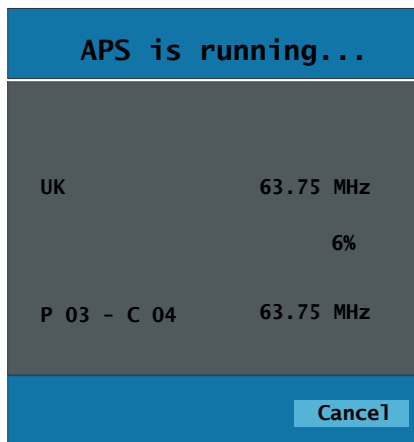 APS is running...
UK 63.75 MHz
6%
P 03 - C 04 63.75 MHz
Cancel